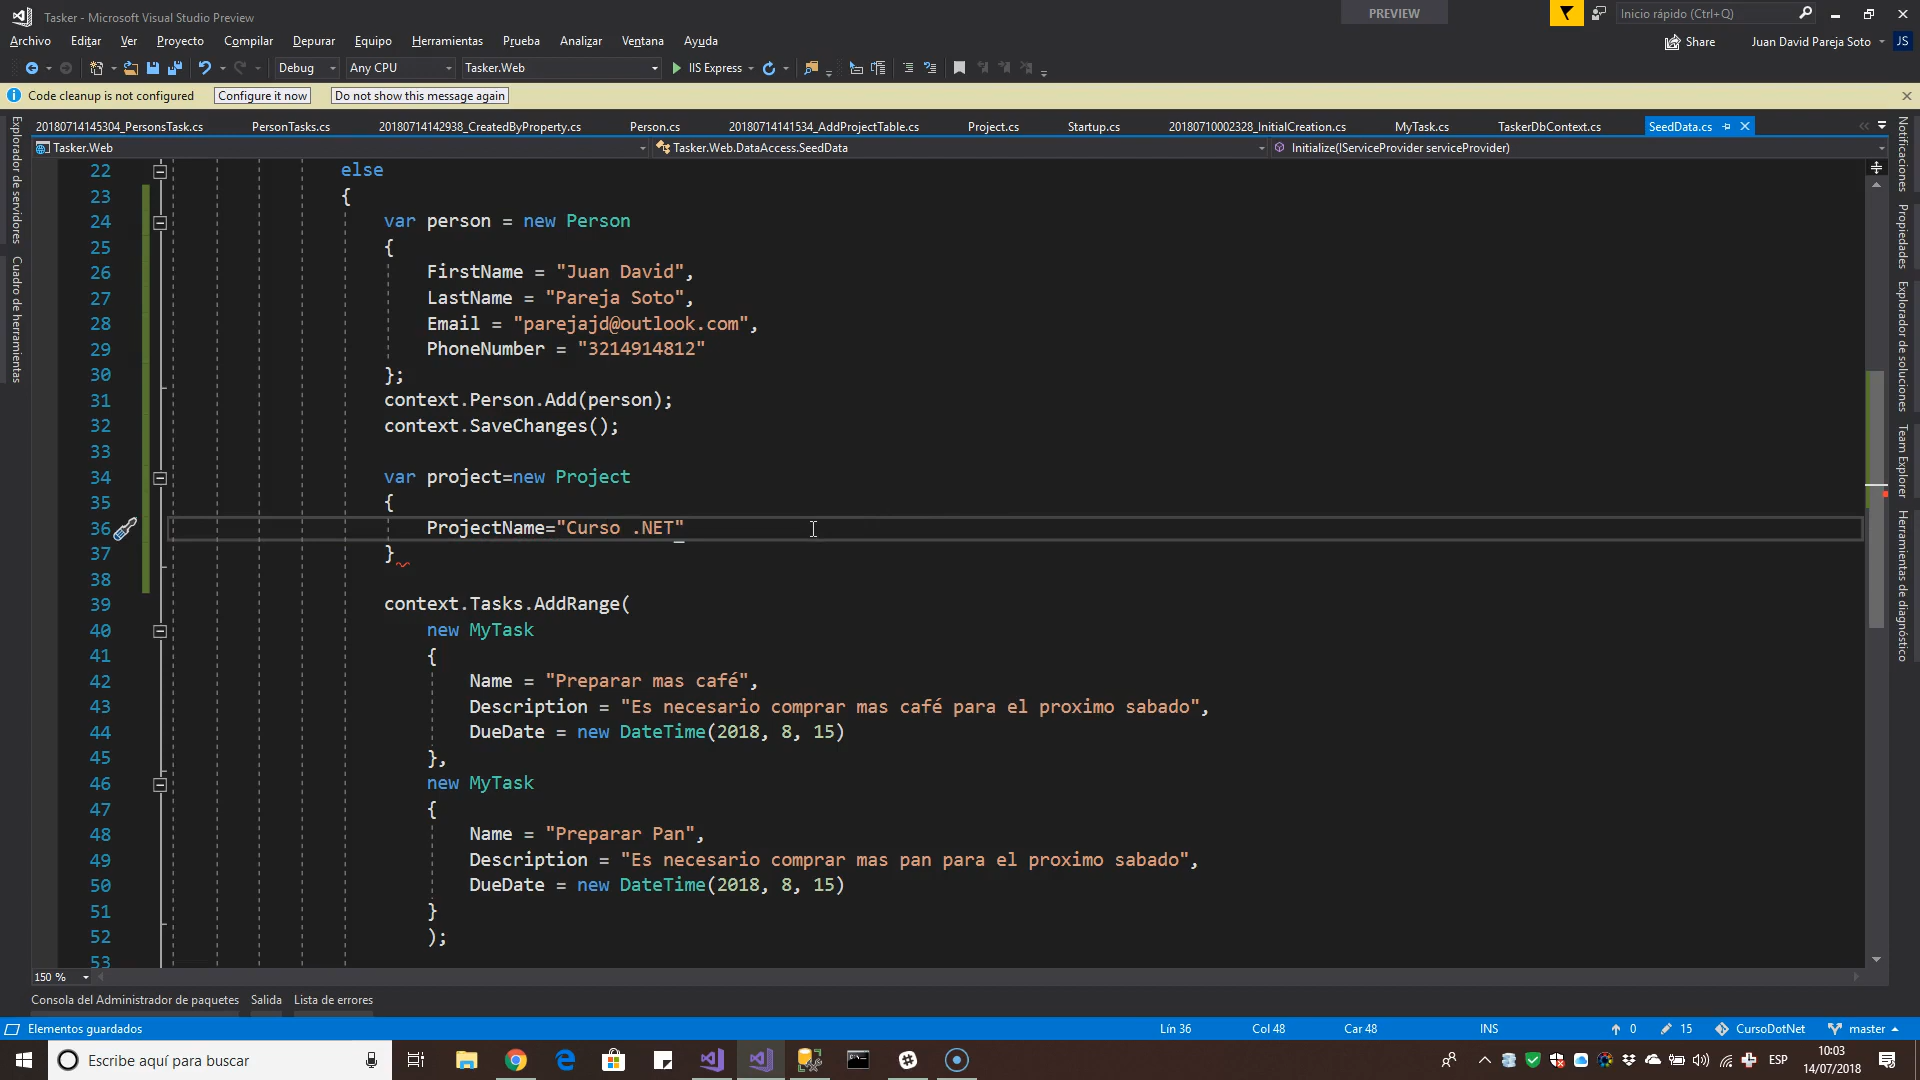 Tasker - Microsoft Visual Studio Preview
PREVIEW
Inicio rápido (Ctrl+Q)
Archivo Editar Ver Proyecto Compilar Depurar Equipo Herramientas Prueba Analizar Ventana Ayuda
Share
Juan David Pareja Soto
JS
Debug
Any CPU
Tasker.Web
IIS Express
Code cleanup is not configured
Configure it now
Do not show this message again
20180714145304_PersonsTask.cs PersonTasks.cs 20180714142938_CreatedByProperty.cs Person.cs 20180714141534_AddProjectTable.cs Project.cs Startup.cs 20180710002328_InitialCreation.cs MyTask.cs TaskerDbContext.cs SeedData.cs
Tasker.Web
Tasker.Web.DataAccess.SeedData
Initialize(IServiceProvider serviceProvider)
Explorador de servidores
Cuadro de herramientas
22 else
23 {
24 var person = new Person
25 {
26 FirstName = "Juan David",
27 LastName = "Pareja Soto",
28 Email = "parejajd@outlook.com",
29 PhoneNumber = "3214914812"
30 };
31 context.Person.Add(person);
32 context.SaveChanges();
33
34 var project=new Project
35 {
36 ProjectName="Curso .NET"
37 }
38
39 context.Tasks.AddRange(
40 new MyTask
41 {
42 Name = "Preparar mas café",
43 Description = "Es necesario comprar mas café para el proximo sabado",
44 DueDate = new DateTime(2018, 8, 15)
45 },
46 new MyTask
47 {
48 Name = "Preparar Pan",
49 Description = "Es necesario comprar mas pan para el proximo sabado",
50 DueDate = new DateTime(2018, 8, 15)
51 }
52 );
53
Notificaciones
Propiedades
Explorador de soluciones
Team Explorer
Herramientas de diagnóstico
150 %
Consola del Administrador de paquetes Salida Lista de errores
Elementos guardados
Lín 36
Col 48
Car 48
INS
0
15
CursoDotNet
master
Escribe aquí para buscar
ESP
10:03
14/07/2018